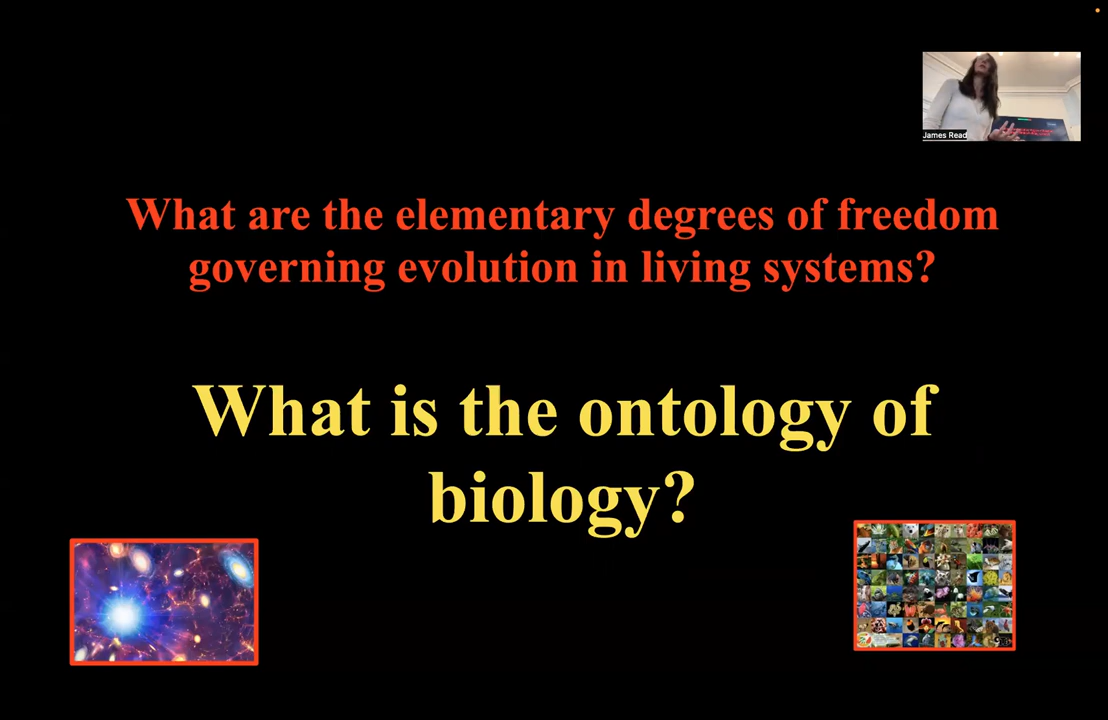 James Read
What are the elementary degrees of freedom
governing evolution in living systems?
What is the ontology of
biology?